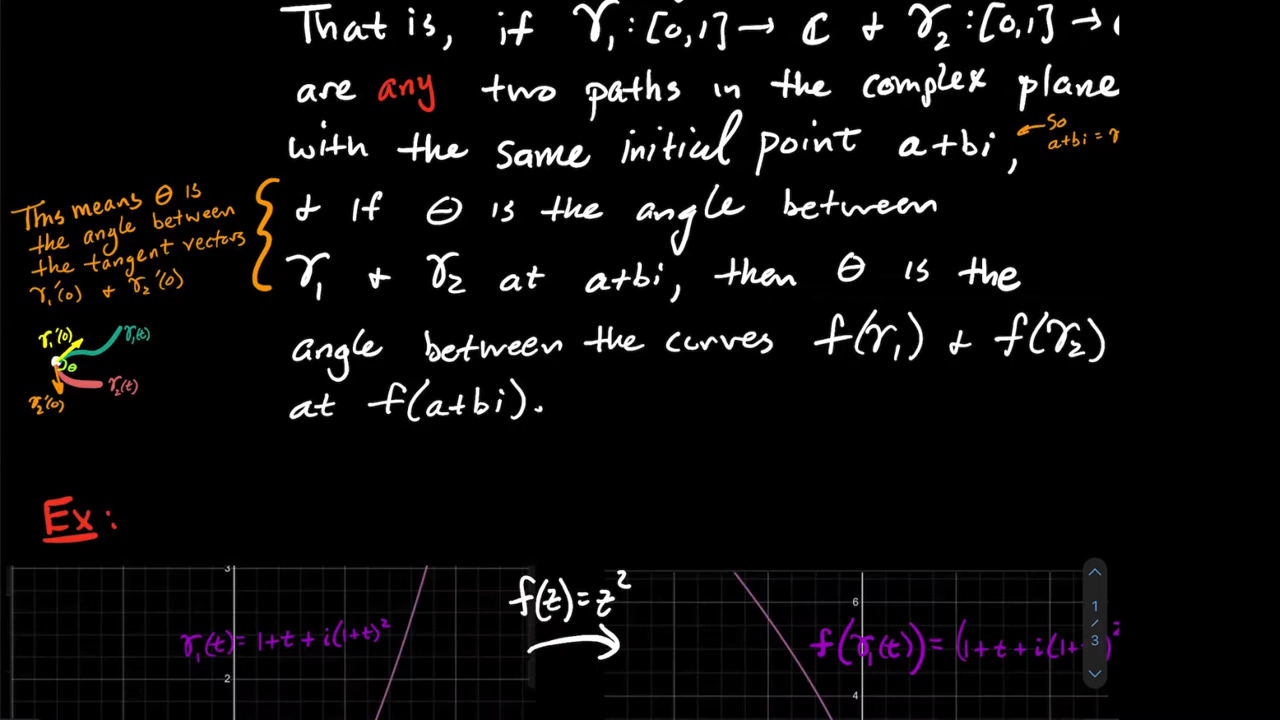 That is, if γ₁:[0,1]→ ℂ & γ₂:[0,1]→
are any two paths in the complex plane
with the same initial point a+bi,
So
a+bi =
& if θ is the angle between
γ₁ & γ₂ at a+bi, then θ is the
angle between the curves f(γ₁) & f(γ₂)
at f(a+bi).
This means θ is
the angle between
the tangent vectors
γ₁'(0) & γ₂'(0)
γ₁'(0)
γ₁(t)
θ
γ₂(t)
γ₂'(0)
Ex:
3
γ₁(t)= 1+t + i(1+t)²
2
f(z)=z²
6
f(γ₁(t))=(1+t+i(1+
4
1
/
3